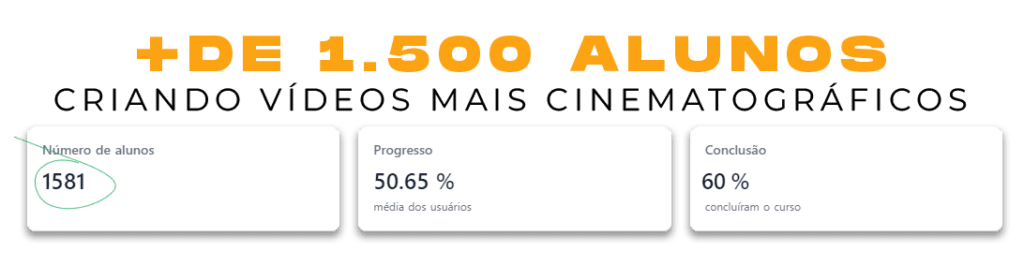 +DE 1.500 ALUNOS
CRIANDO VÍDEOS MAIS CINEMATOGRÁFICOS
Número de alunos
1581
Progresso
50.65 %
média dos usuários
Conclusão
60 %
concluíram o curso